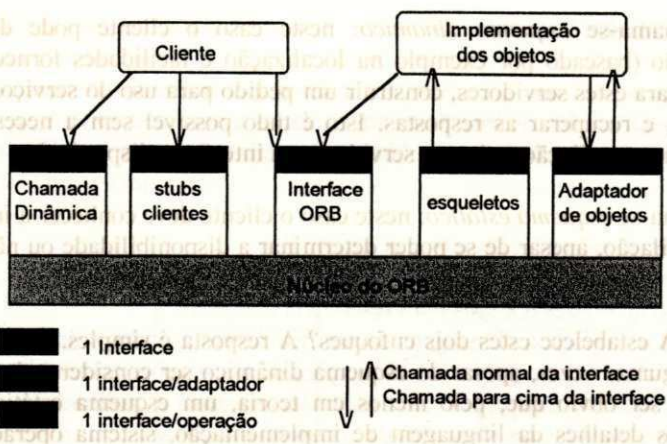 Cliente
Implementação
dos objetos
Chamada
Dinâmica
stubs
clientes
Interface
ORB
esqueletos
Adaptador
de objetos
Núcleo do ORB
1 Interface
1 interface/adaptador
1 interface/operação
Chamada normal da interface
Chamada para cima da interface